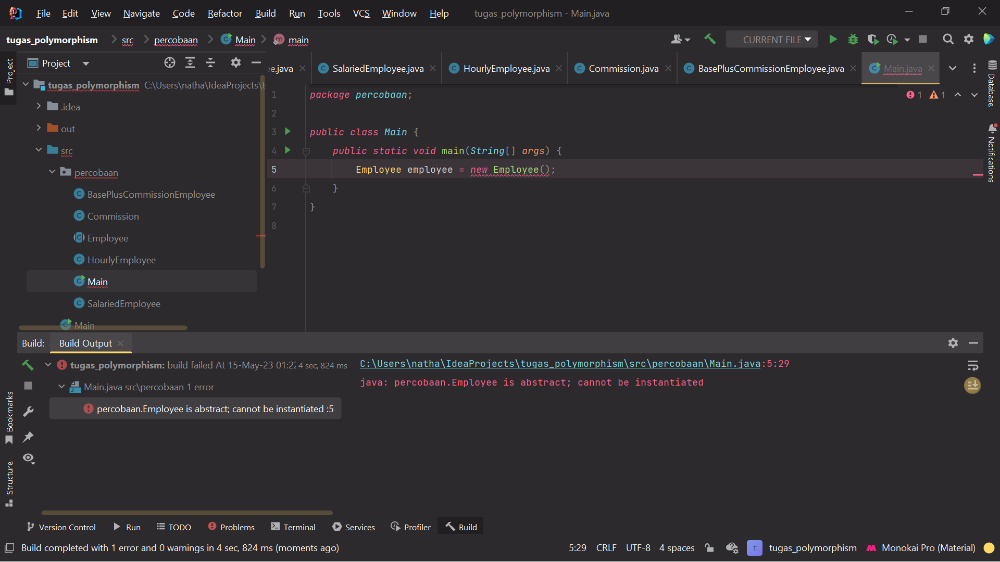 File Edit View Navigate Code Refactor Build Run Tools VCS Window Help tugas_polymorphism - Main.java
tugas_polymorphism src percobaan Main main CURRENT FILE
Project
e.java SalariedEmployee.java HourlyEmployee.java Commission.java BasePlusCommissionEmployee.java Main.java
Project
Database
Notifications
tugas_polymorphism C:\Users\natha\IdeaProjects\t
.idea
out
src
percobaan
BasePlusCommissionEmployee
Commission
Employee
HourlyEmployee
Main
SalariedEmployee
Main
1 package percobaan;
1 1
2
3 public class Main {
4 public static void main(String[] args) {
5 Employee employee = new Employee();
6 }
7 }
8
Build: Build Output
tugas_polymorphism: build failed At 15-May-23 01:22 4 sec, 824 ms
Main.java src\percobaan 1 error
percobaan.Employee is abstract; cannot be instantiated :5
C:\Users\natha\IdeaProjects\tugas_polymorphism\src\percobaan\Main.java:5:29
java: percobaan.Employee is abstract; cannot be instantiated
Bookmarks
Structure
Version Control Run TODO Problems Terminal Services Profiler Build
Build completed with 1 error and 0 warnings in 4 sec, 824 ms (moments ago) 5:29 CRLF UTF-8 4 spaces T tugas_polymorphism Monokai Pro (Material)